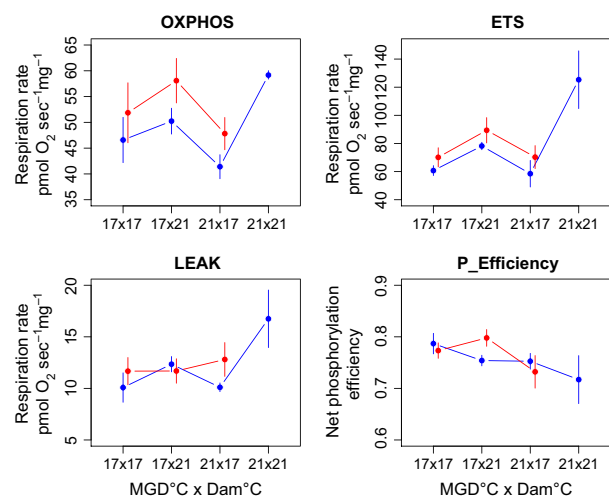 OXPHOS
Respiration rate
pmol O₂ sec⁻¹mg⁻¹
65
60
55
50
45
40
35
17x17 17x21 21x17 21x21
ETS
Respiration rate
pmol O₂ sec⁻¹mg⁻¹
140
120
100
80
60
40
17x17 17x21 21x17 21x21
LEAK
Respiration rate
pmol O₂ sec⁻¹mg⁻¹
20
15
10
5
17x17 17x21 21x17 21x21
MGD°C x Dam°C
P_Efficiency
Net phosphorylation
efficiency
0.9
0.8
0.7
0.6
17x17 17x21 21x17 21x21
MGD°C x Dam°C